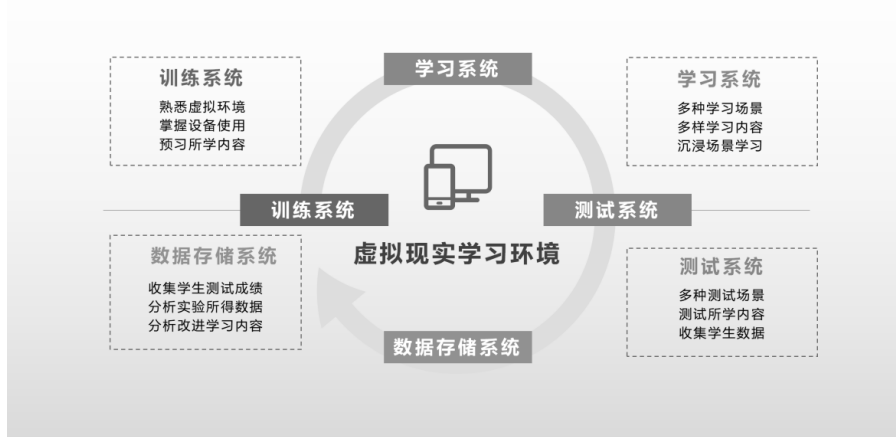 学习系统
训练系统
熟悉虚拟环境
掌握设备使用
预习所学内容
学习系统
多种学习场景
多样学习内容
沉浸场景学习
训练系统
测试系统
虚拟现实学习环境
数据存储系统
收集学生测试成绩
分析实验所得数据
分析改进学习内容
测试系统
多种测试场景
测试所学内容
收集学生数据
数据存储系统